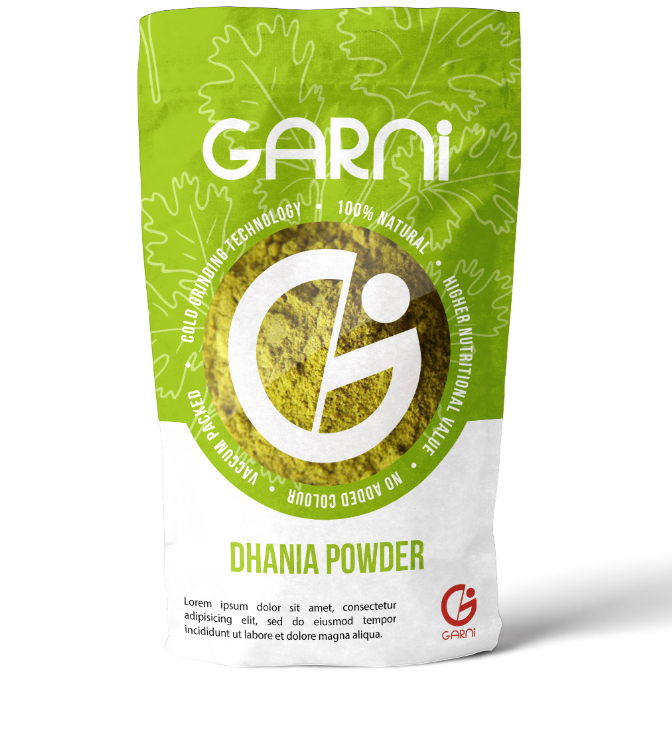 GARNi
COLD GRINDING TECHNOLOGY • 100% NATURAL • HIGHER NUTRITIONAL VALUE • NO ADDED COLOUR • VACCUM PACKED •
DHANIA POWDER
Lorem ipsum dolor sit amet, consectetur
adipisicing elit, sed do eiusmod tempor
incididunt ut labore et dolore magna aliqua.
GARNi